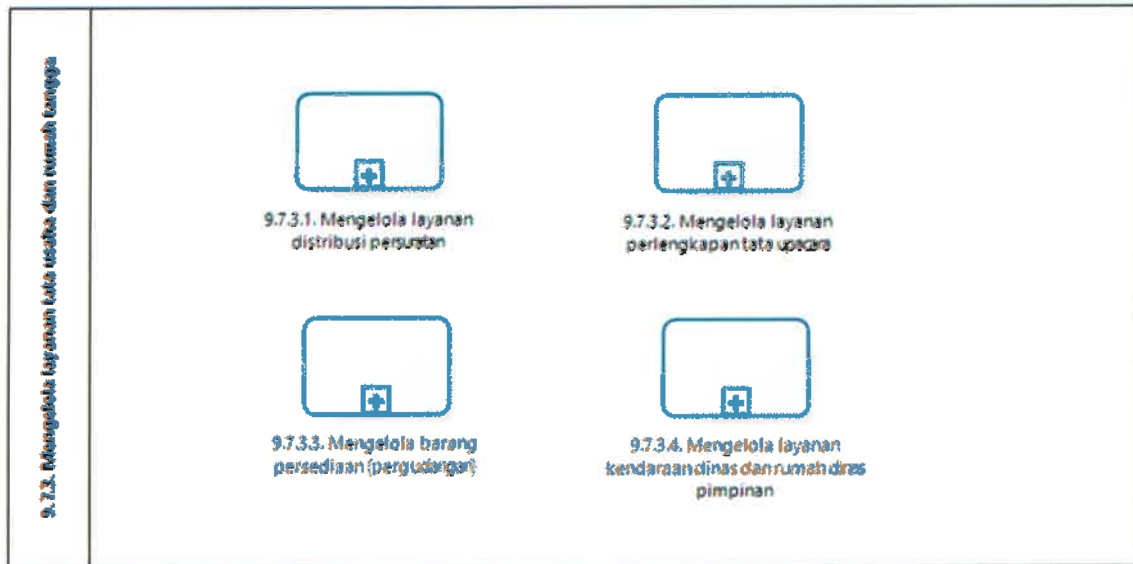 9.7.3. Mengelola layanan tata usaha dan rumah tangga
9.7.3.1. Mengelola layanan
distribusi persuratan
9.7.3.2. Mengelola layanan
perlengkapan tata upacara
9.7.3.3. Mengelola barang
persediaan (pergudangan)
9.7.3.4. Mengelola layanan
kendaraan dinas dan rumah dinas
pimpinan